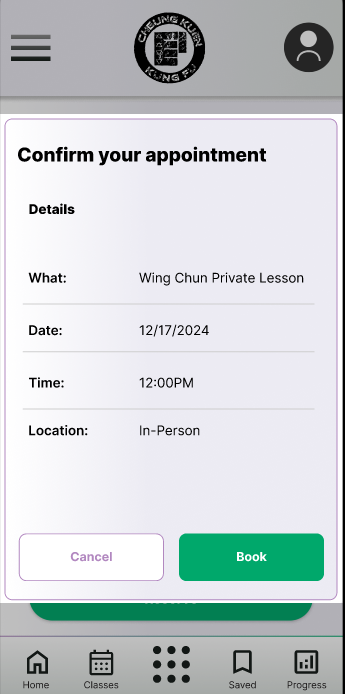 CHEUNG KUEN
KUNG FU
Confirm your appointment
Details
What: Wing Chun Private Lesson
Date: 12/17/2024
Time: 12:00PM
Location: In-Person
Cancel Book
Home Classes Saved Progress